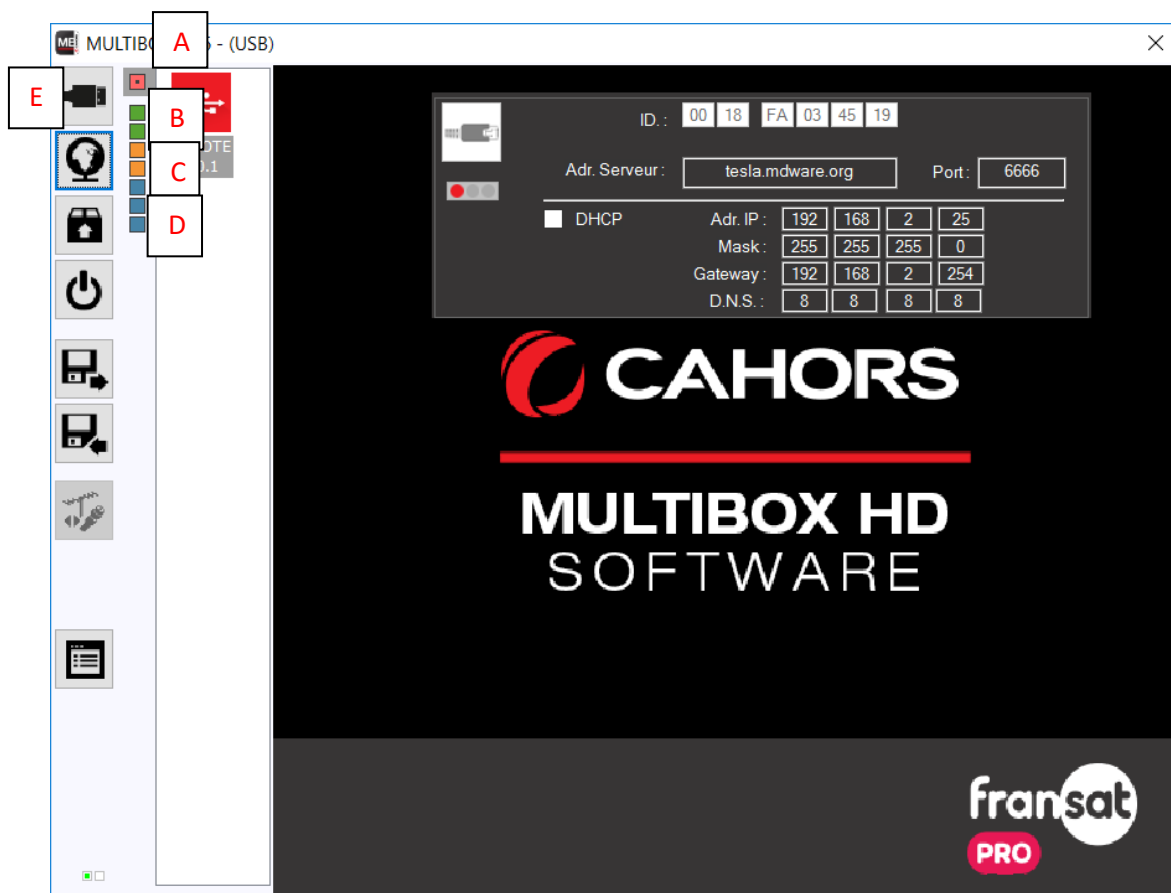 MULTIB
A
- (USB)
E
B
C
D
ID. : 00 18 FA 03 45 19
Adr. Serveur : tesla.mdware.org Port : 6666
DHCP
Adr. IP : 192 168 2 25
Mask : 255 255 255 0
Gateway : 192 168 2 254
D.N.S. : 8 8 8 8
CAHORS
MULTIBOX HD
SOFTWARE
fransat
PRO